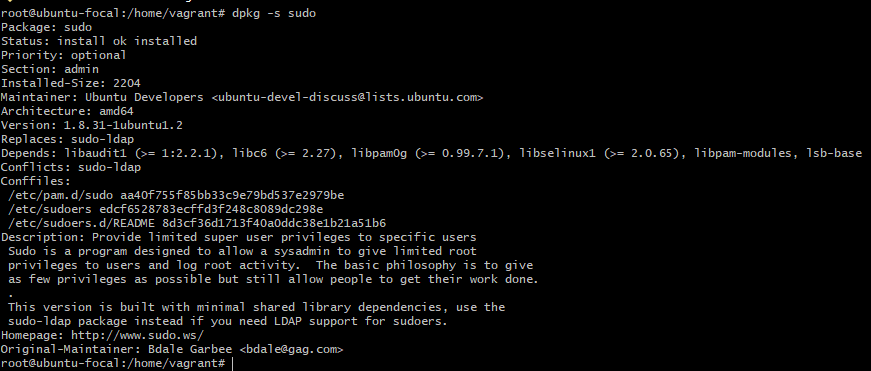 root@ubuntu-focal:/home/vagrant# dpkg -s sudo
Package: sudo
Status: install ok installed
Priority: optional
Section: admin
Installed-Size: 2204
Maintainer: Ubuntu Developers <ubuntu-devel-discuss@lists.ubuntu.com>
Architecture: amd64
Version: 1.8.31-1ubuntu1.2
Replaces: sudo-ldap
Depends: libaudit1 (>= 1:2.2.1), libc6 (>= 2.27), libpam0g (>= 0.99.7.1), libselinux1 (>= 2.0.65), libpam-modules, lsb-base
Conflicts: sudo-ldap
Conffiles:
 /etc/pam.d/sudo aa40f755f85bb33c9e79bd537e2979be
 /etc/sudoers edcf6528783ecffd3f248c8089dc298e
 /etc/sudoers.d/README 8d3cf36d1713f40a0ddc38e1b21a51b6
Description: Provide limited super user privileges to specific users
 Sudo is a program designed to allow a sysadmin to give limited root
 privileges to users and log root activity.  The basic philosophy is to give
 as few privileges as possible but still allow people to get their work done.
 .
 This version is built with minimal shared library dependencies, use the
 sudo-ldap package instead if you need LDAP support for sudoers.
Homepage: http://www.sudo.ws/
Original-Maintainer: Bdale Garbee <bdale@gag.com>
root@ubuntu-focal:/home/vagrant#